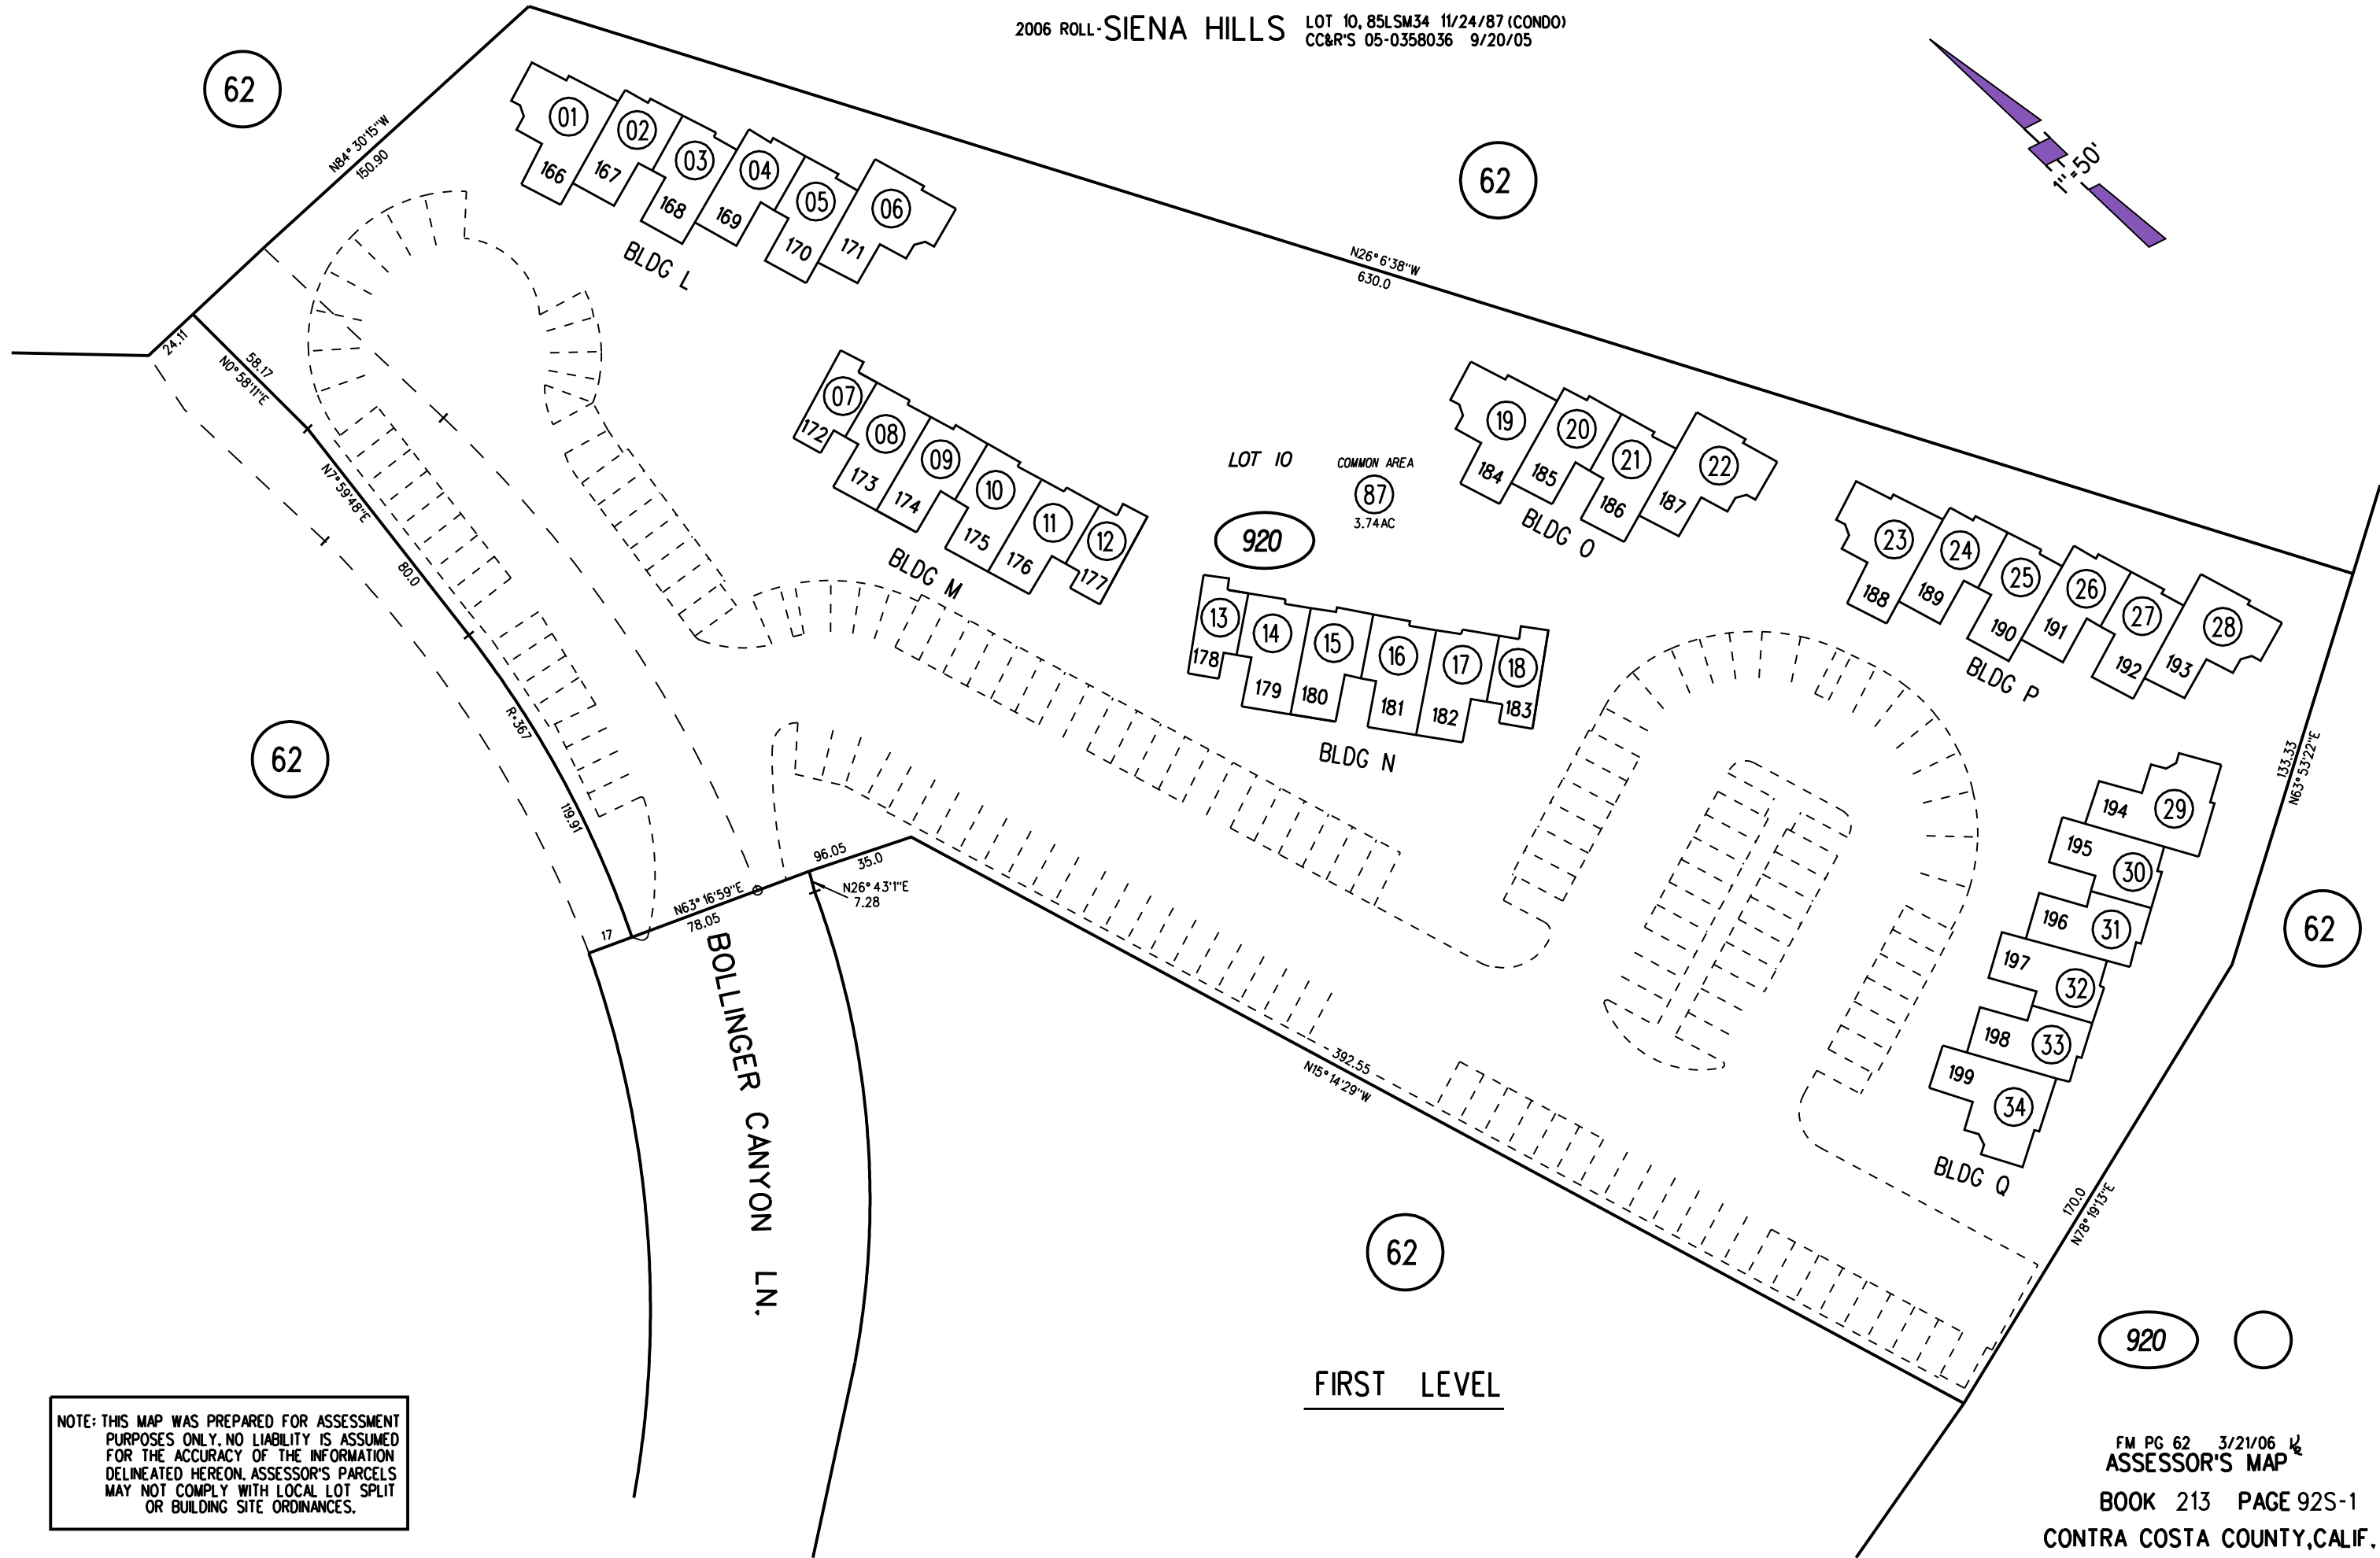 2006 ROLL- SIENA HILLS LOT 10, 85LSM34 11/24/87 (CONDO)
CC&R'S 05-0358036 9/20/05
62
62
N84° 30'15"W
150.90
1"=50'
01
166
02
167
03
168
04
169
05
170
06
171
BLDG L
N26° 6'38"W
630.0
24.11
58.17
N0° 58'11"E
N7° 59'48"E
80.0
R=367
119.91
07
172
08
173
09
174
10
175
11
176
12
177
BLDG M
LOT 10
COMMON AREA
87
3.74AC
920
19
184
20
185
21
186
22
187
BLDG O
13
178
14
179
15
180
16
181
17
182
18
183
BLDG N
23
188
24
189
25
190
26
191
27
192
28
193
BLDG P
133.33
N63° 53'22"E
194
29
195
30
196
31
197
32
198
33
199
34
BLDG Q
62
62
96.05
35.0
N26° 43'1"E
7.28
N63° 16'59"E
78.05
17
BOLLINGER CANYON LN.
392.55
N15° 14'29"W
170.0
N78° 19'13"E
62
920
FIRST LEVEL
NOTE: THIS MAP WAS PREPARED FOR ASSESSMENT
PURPOSES ONLY. NO LIABILITY IS ASSUMED
FOR THE ACCURACY OF THE INFORMATION
DELINEATED HEREON. ASSESSOR'S PARCELS
MAY NOT COMPLY WITH LOCAL LOT SPLIT
OR BUILDING SITE ORDINANCES.
FM PG 62 3/21/06
ASSESSOR'S MAP
BOOK 213 PAGE 92S-1
CONTRA COSTA COUNTY, CALIF.